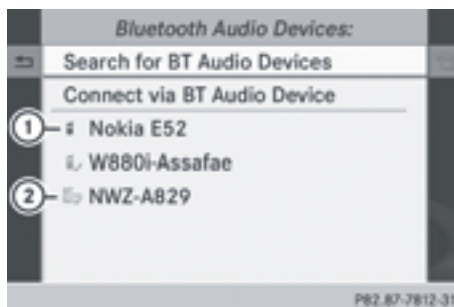 Bluetooth Audio Devices:
Search for BT Audio Devices
Connect via BT Audio Device
1 Nokia E52
W880i-Assafae
2 NWZ-A829
P82.87-7812-31